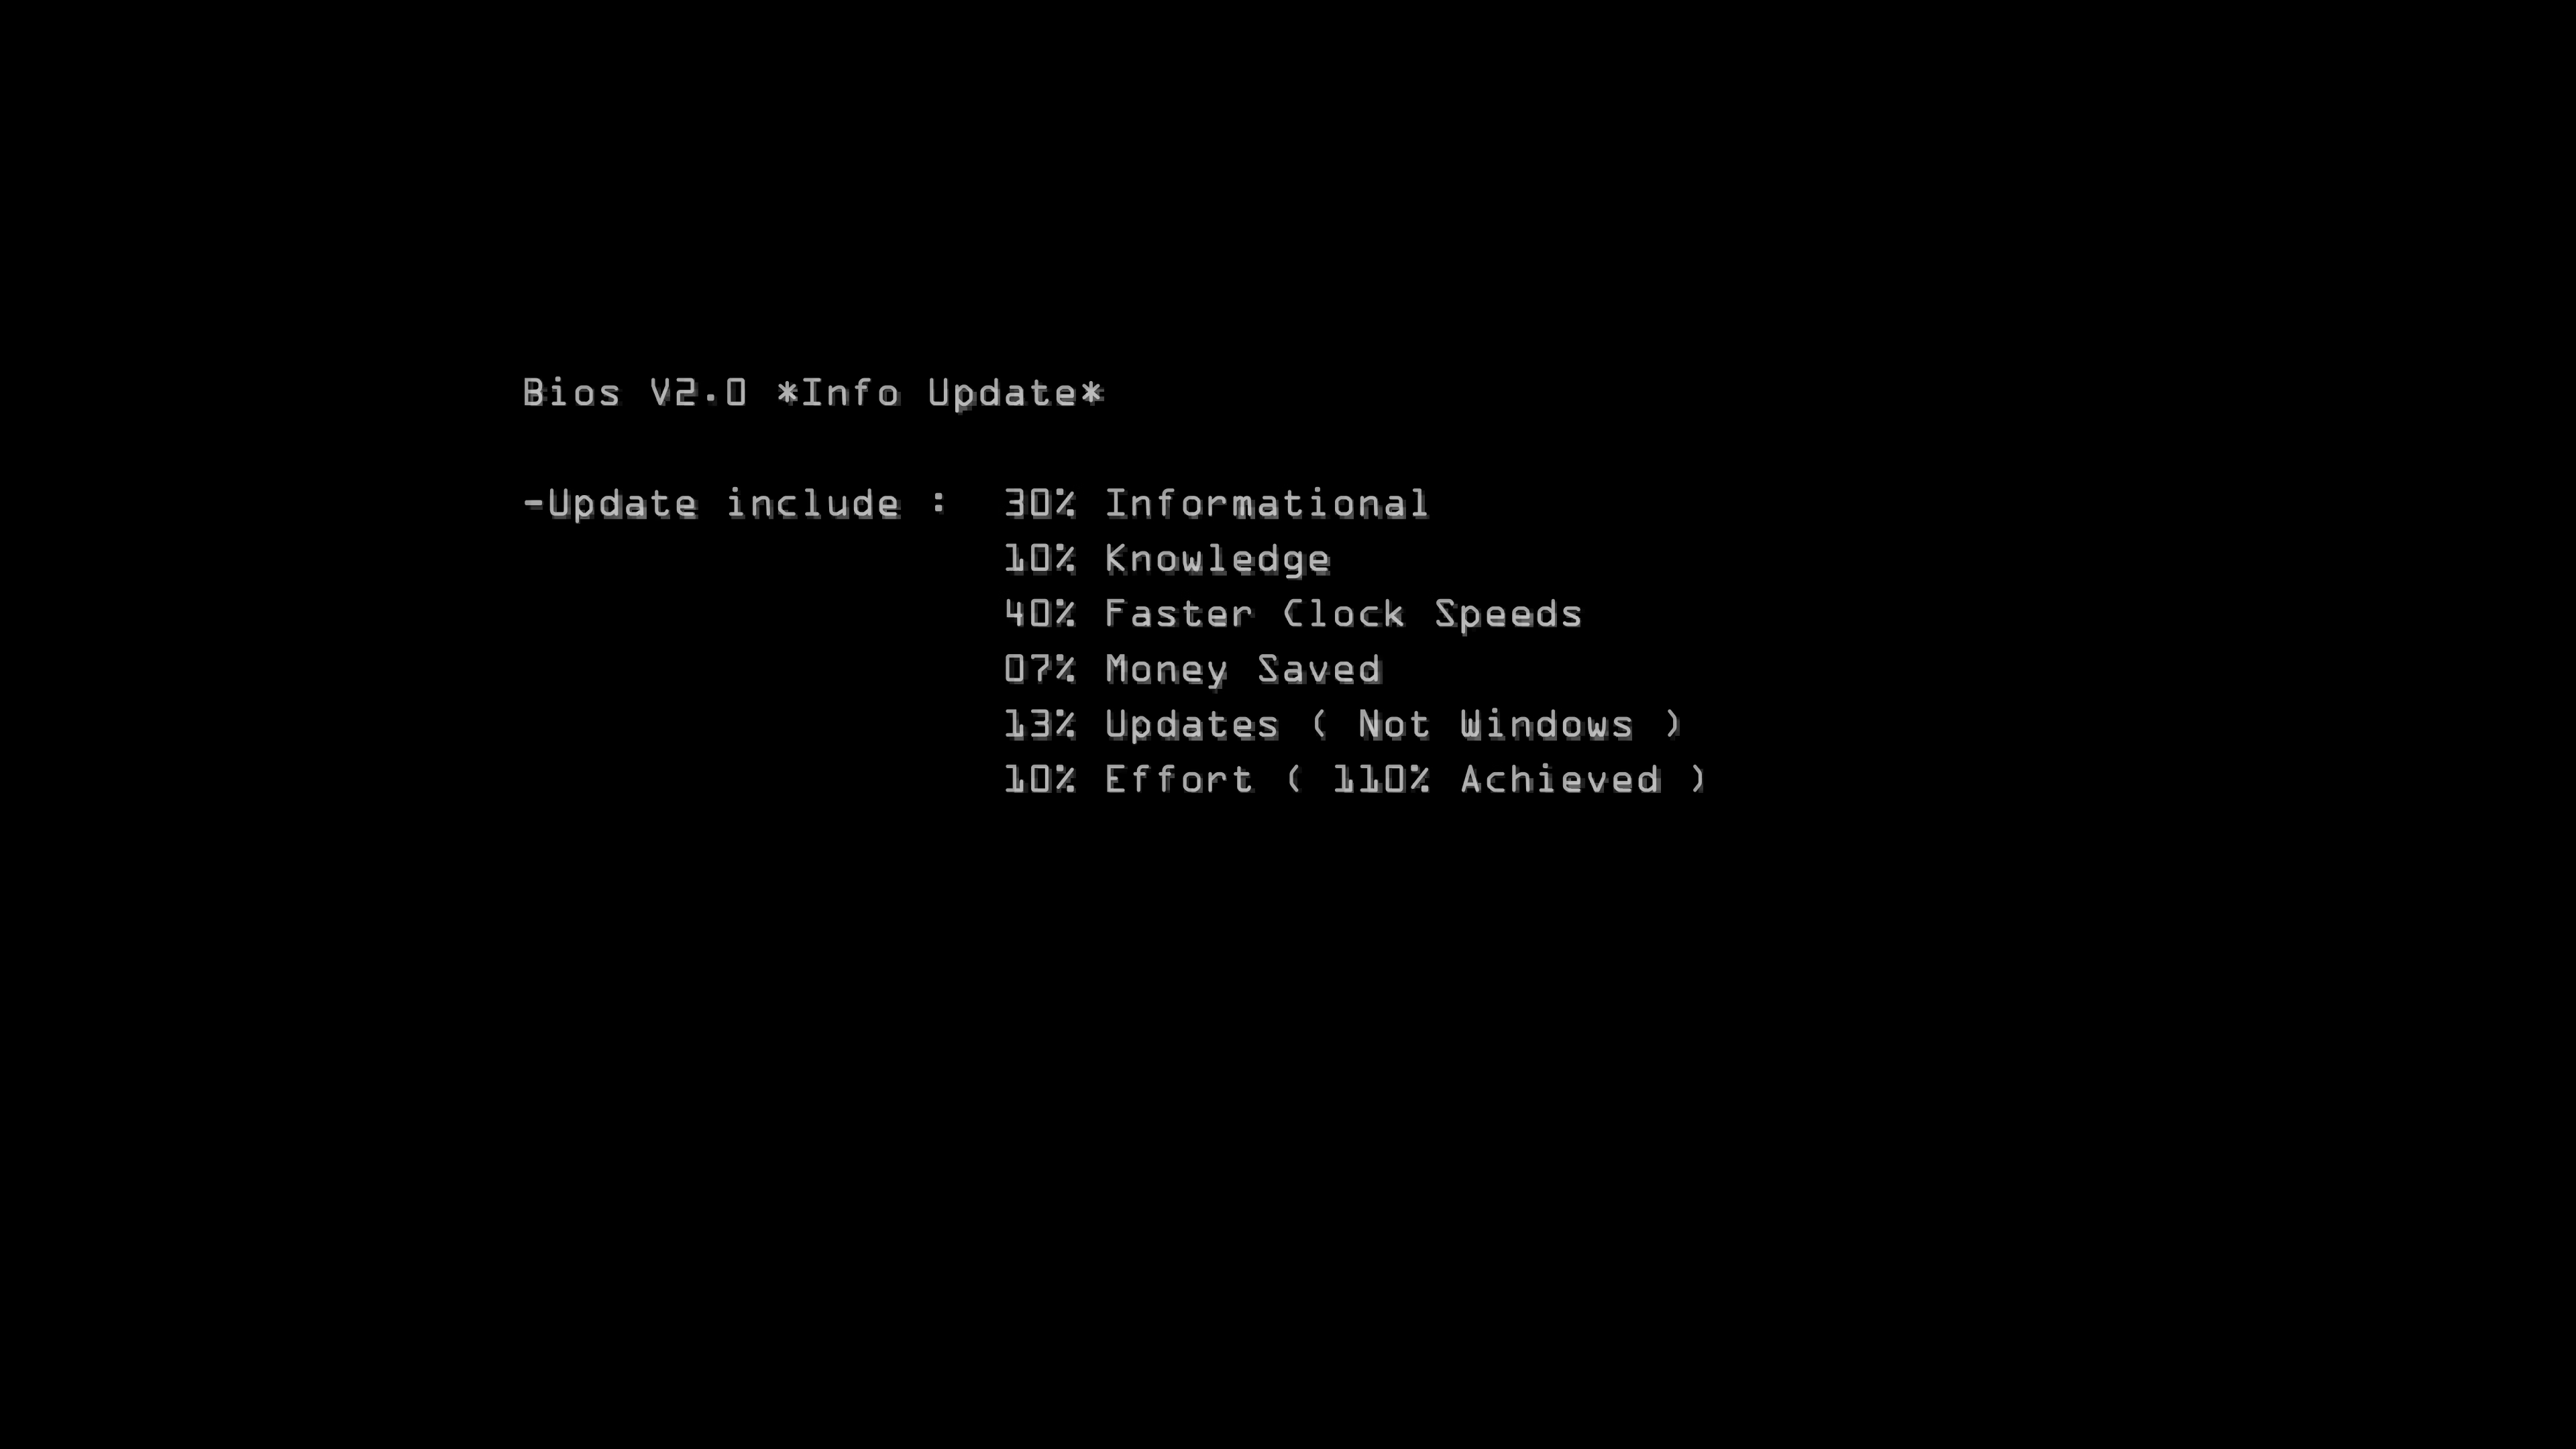 Bios V2.0 *Info Update*
-Update include : 30% Informational
10% Knowledge
40% Faster Clock Speeds
07% Money Saved
13% Updates ( Not Windows )
10% Effort ( 110% Achieved )